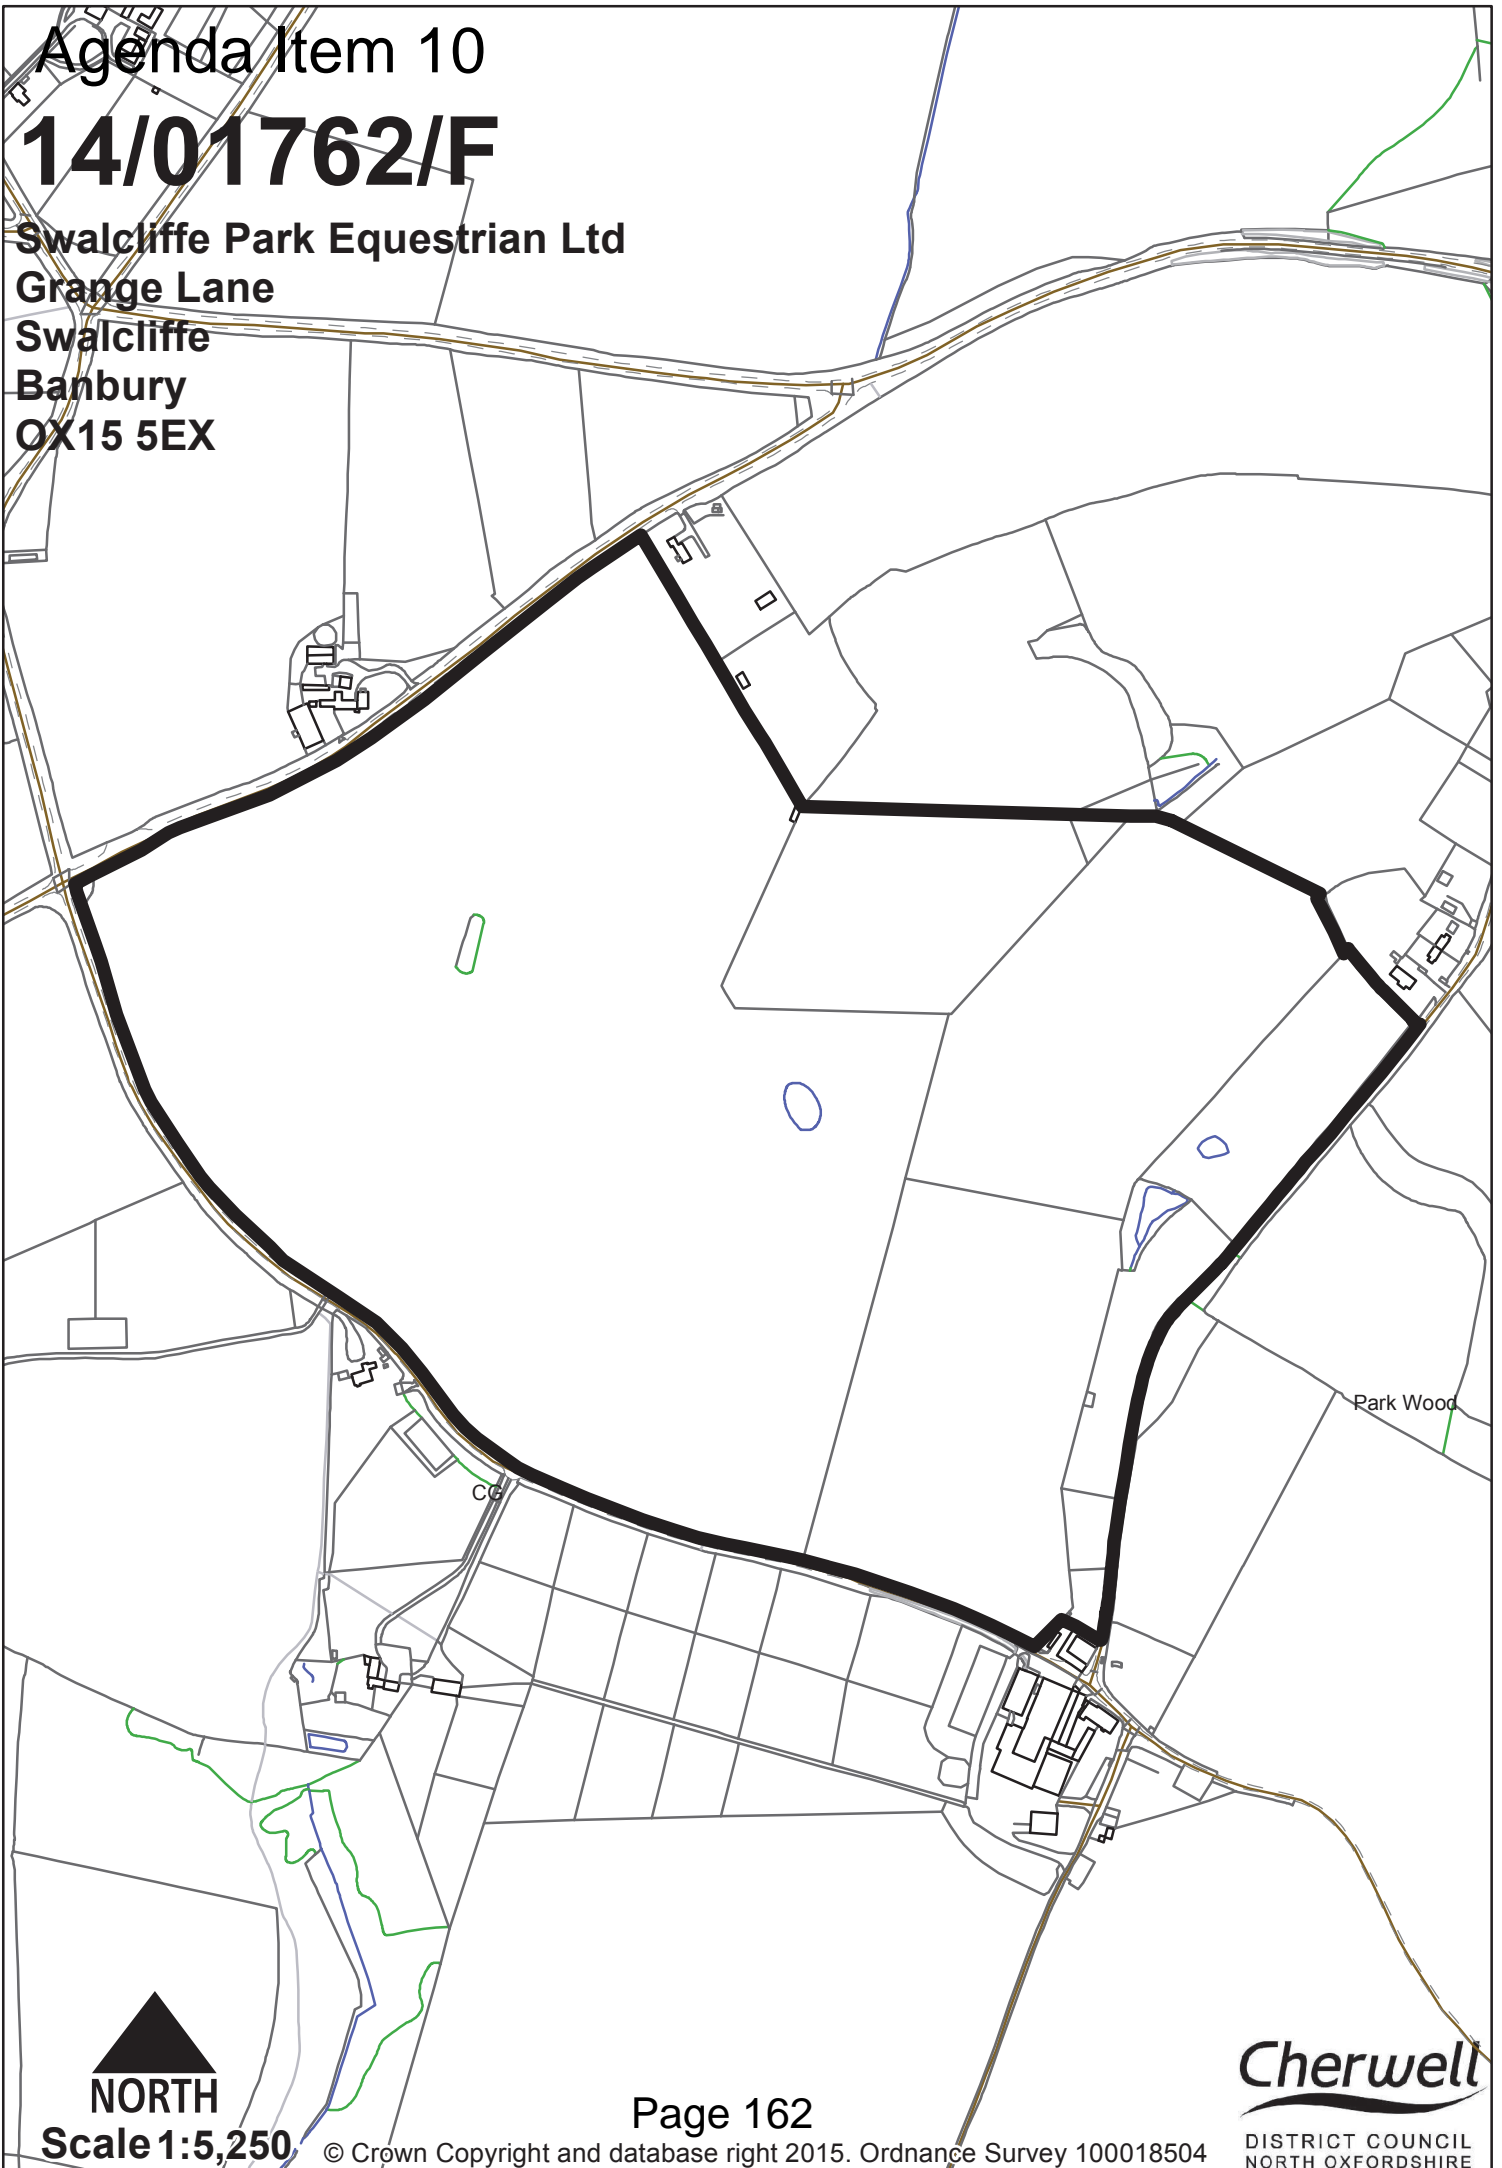 Agenda Item 10
14/01762/F
Swalcliffe Park Equestrian Ltd
Grange Lane
Swalcliffe
Banbury
OX15 5EX
Park Wood
CG
NORTH
Scale 1:5,250
Page 162
© Crown Copyright and database right 2015. Ordnance Survey 100018504
Cherwell
DISTRICT COUNCIL
NORTH OXFORDSHIRE